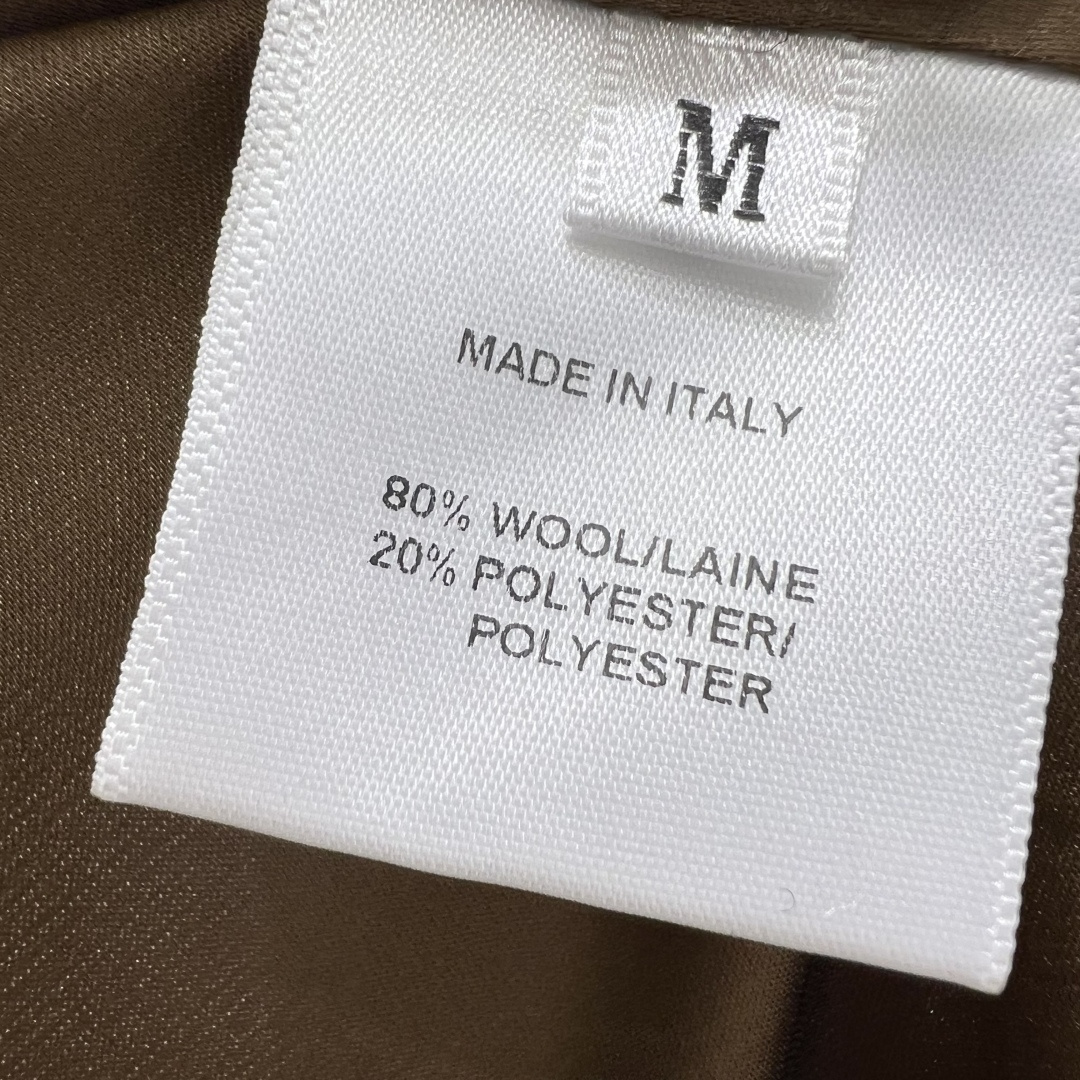 M
MADE IN ITALY
80% WOOL/LAINE
20% POLYESTER/
POLYESTER